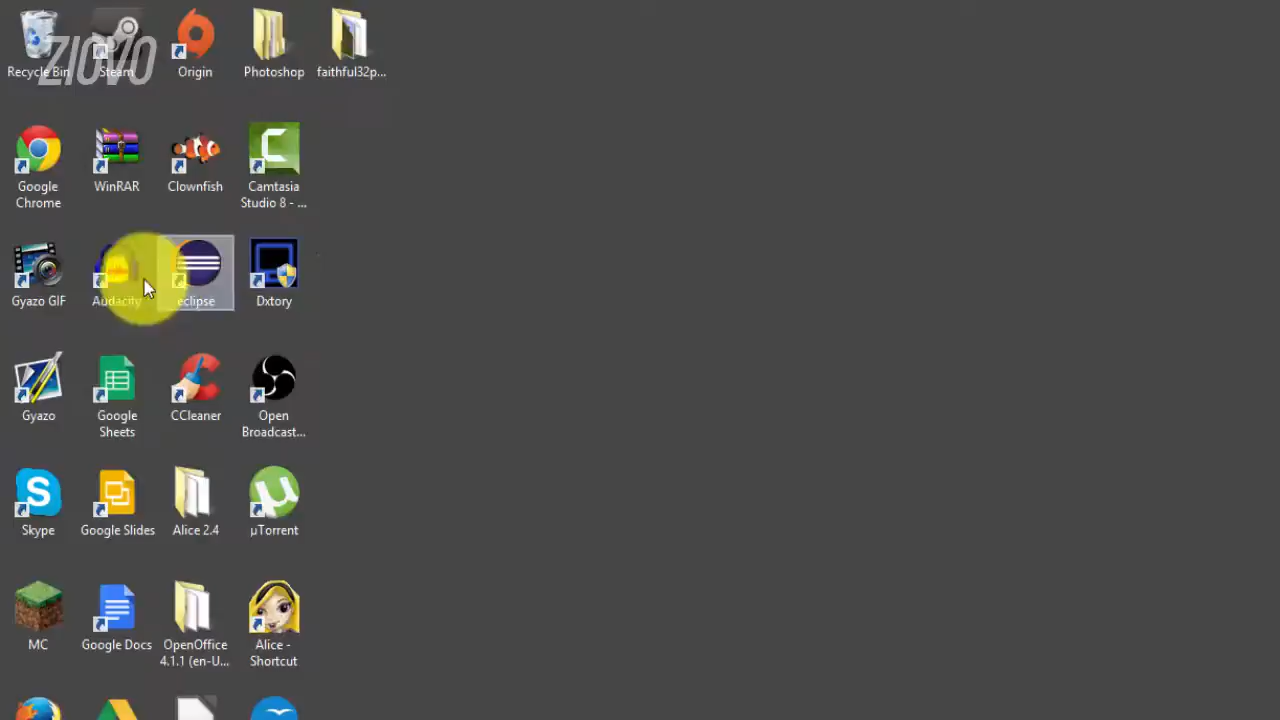 ZIOVO
Recycle Bin
Steam
Origin
Photoshop
faithful32p...
Google
Chrome
WinRAR
Clownfish
Camtasia
Studio 8 - ...
Gyazo GIF
Audacity
eclipse
Dxtory
Gyazo
Google
Sheets
CCleaner
Open
Broadcast...
Skype
Google Slides
Alice 2.4
µTorrent
MC
Google Docs
OpenOffice
4.1.1 (en-U...
Alice -
Shortcut